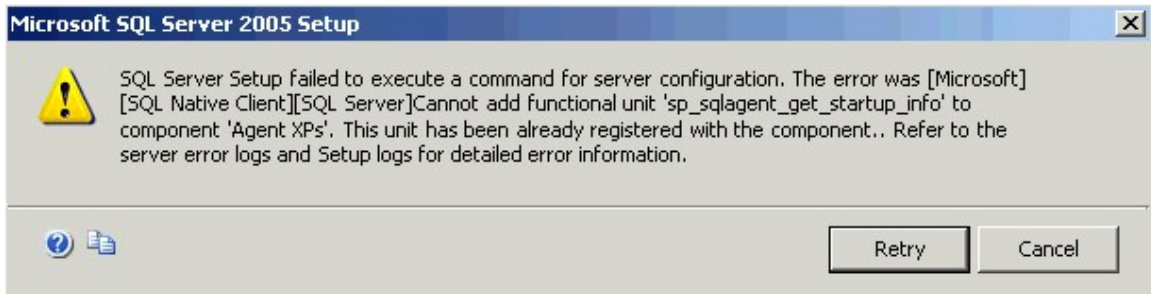 Microsoft SQL Server 2005 Setup
SQL Server Setup failed to execute a command for server configuration. The error was [Microsoft]
[SQL Native Client][SQL Server]Cannot add functional unit 'sp_sqlagent_get_startup_info' to
component 'Agent XPs'. This unit has been already registered with the component.. Refer to the
server error logs and Setup logs for detailed error information.
Retry Cancel